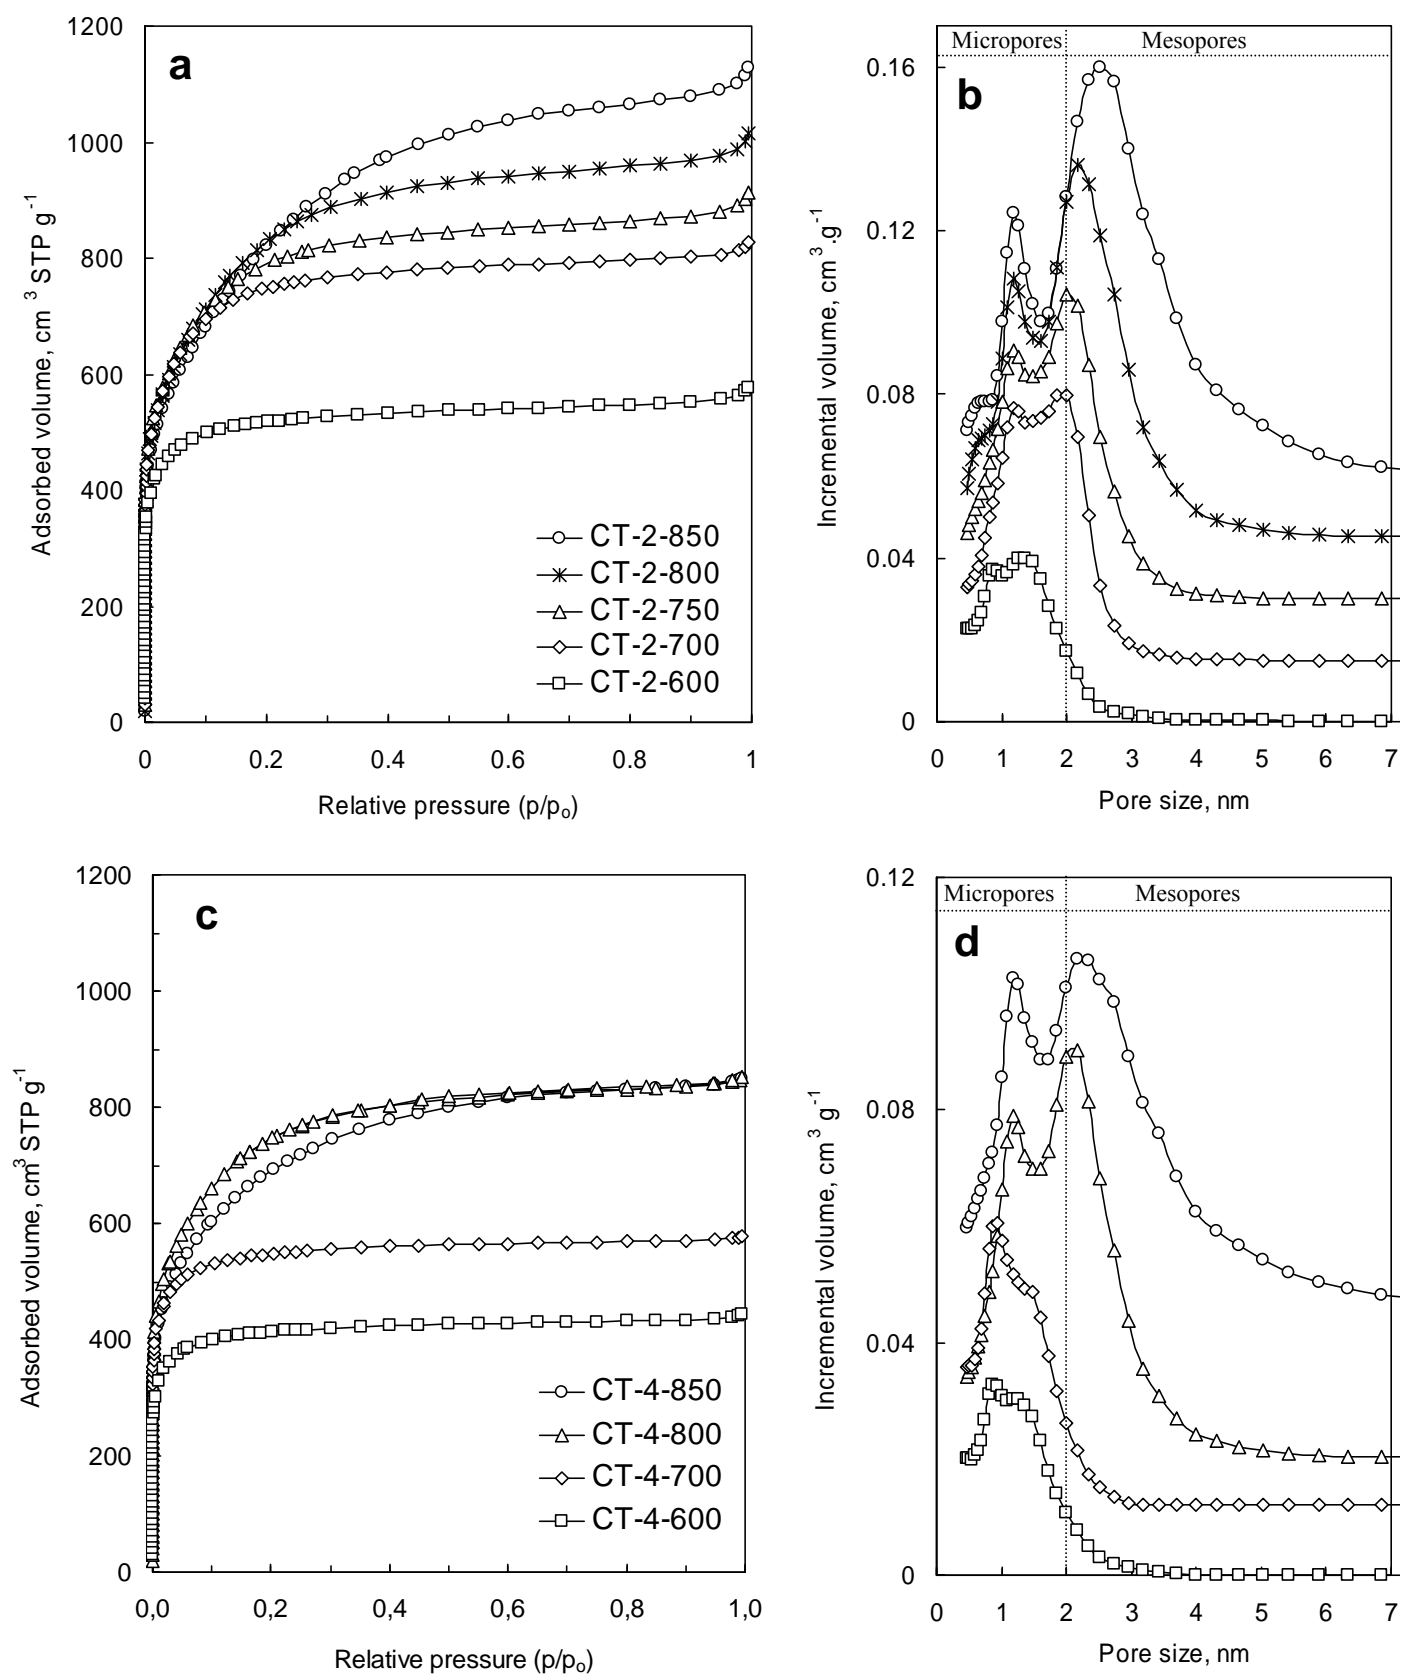 a
1200
1000
800
600
400
200
0
Adsorbed volume, cm 3 STP g-1
CT-2-850
CT-2-800
CT-2-750
CT-2-700
CT-2-600
0 0.2 0.4 0.6 0.8 1
Relative pressure (p/po)
Micropores Mesopores
b
0.16
0.12
0.08
0.04
0
Incremental volume, cm 3.g-1
0 1 2 3 4 5 6 7
Pore size, nm
c
1200
1000
800
600
400
200
0
Adsorbed volume, cm3 STP g-1
CT-4-850
CT-4-800
CT-4-700
CT-4-600
0,0 0,2 0,4 0,6 0,8 1,0
Relative pressure (p/po)
Micropores Mesopores
d
0.12
0.08
0.04
0
Incremental volume, cm 3 g-1
0 1 2 3 4 5 6 7
Pore size, nm